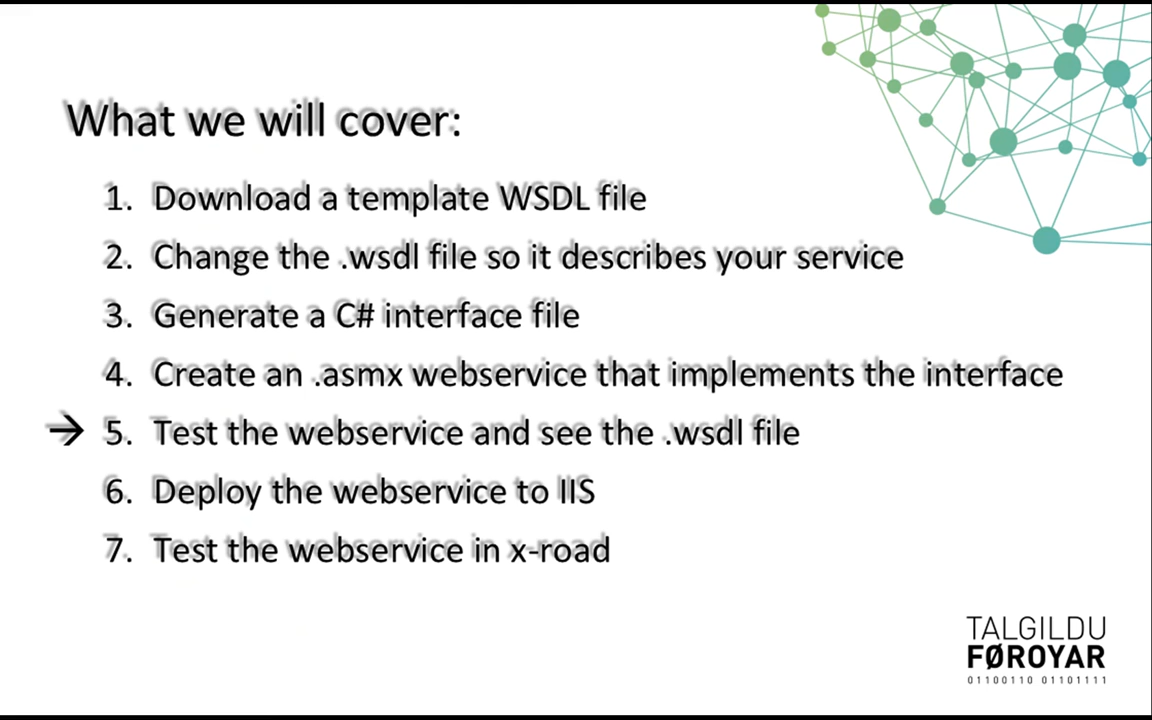 What we will cover:
1. Download a template WSDL file
2. Change the .wsdl file so it describes your service
3. Generate a C# interface file
4. Create an .asmx webservice that implements the interface
→ 5. Test the webservice and see the .wsdl file
6. Deploy the webservice to IIS
7. Test the webservice in x-road
TALGILDU
FØROYAR
01100110 01101111